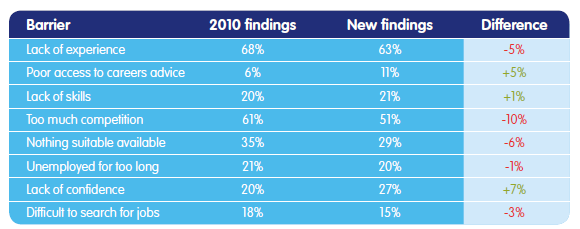 Barrier 2010 findings New findings Difference
Lack of experience 68% 63% -5%
Poor access to careers advice 6% 11% +5%
Lack of skills 20% 21% +1%
Too much competition 61% 51% -10%
Nothing suitable available 35% 29% -6%
Unemployed for too long 21% 20% -1%
Lack of confidence 20% 27% +7%
Difficult to search for jobs 18% 15% -3%